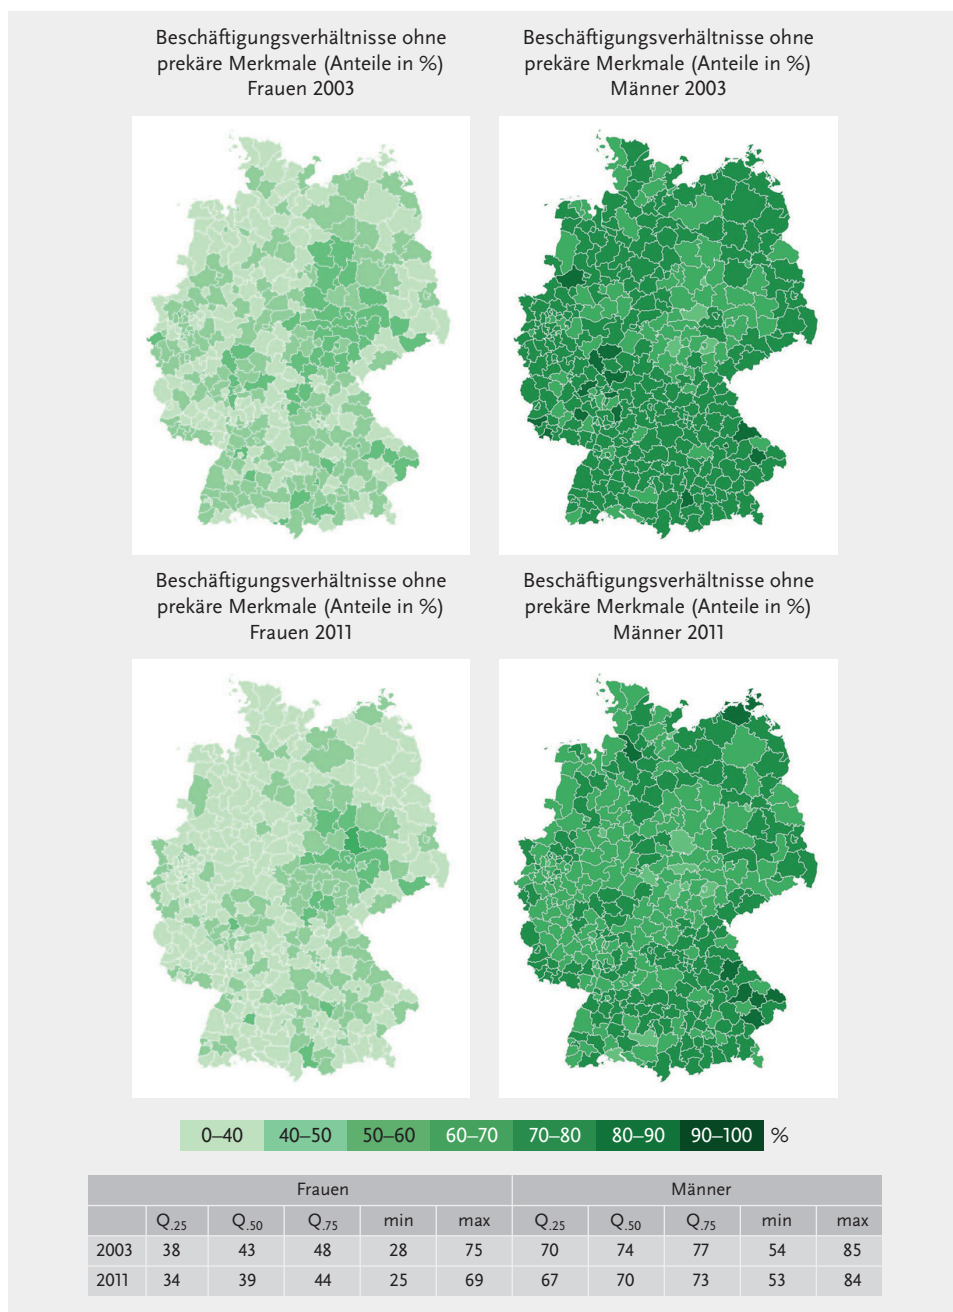 Beschäftigungsverhältnisse ohne
prekäre Merkmale (Anteile in %)
Frauen 2003
Beschäftigungsverhältnisse ohne
prekäre Merkmale (Anteile in %)
Männer 2003
Beschäftigungsverhältnisse ohne
prekäre Merkmale (Anteile in %)
Frauen 2011
Beschäftigungsverhältnisse ohne
prekäre Merkmale (Anteile in %)
Männer 2011
0–40 40–50 50–60 60–70 70–80 80–90 90–100 %
Frauen Männer
Q.25 Q.50 Q.75 min max Q.25 Q.50 Q.75 min max
2003 38 43 48 28 75 70 74 77 54 85
2011 34 39 44 25 69 67 70 73 53 84